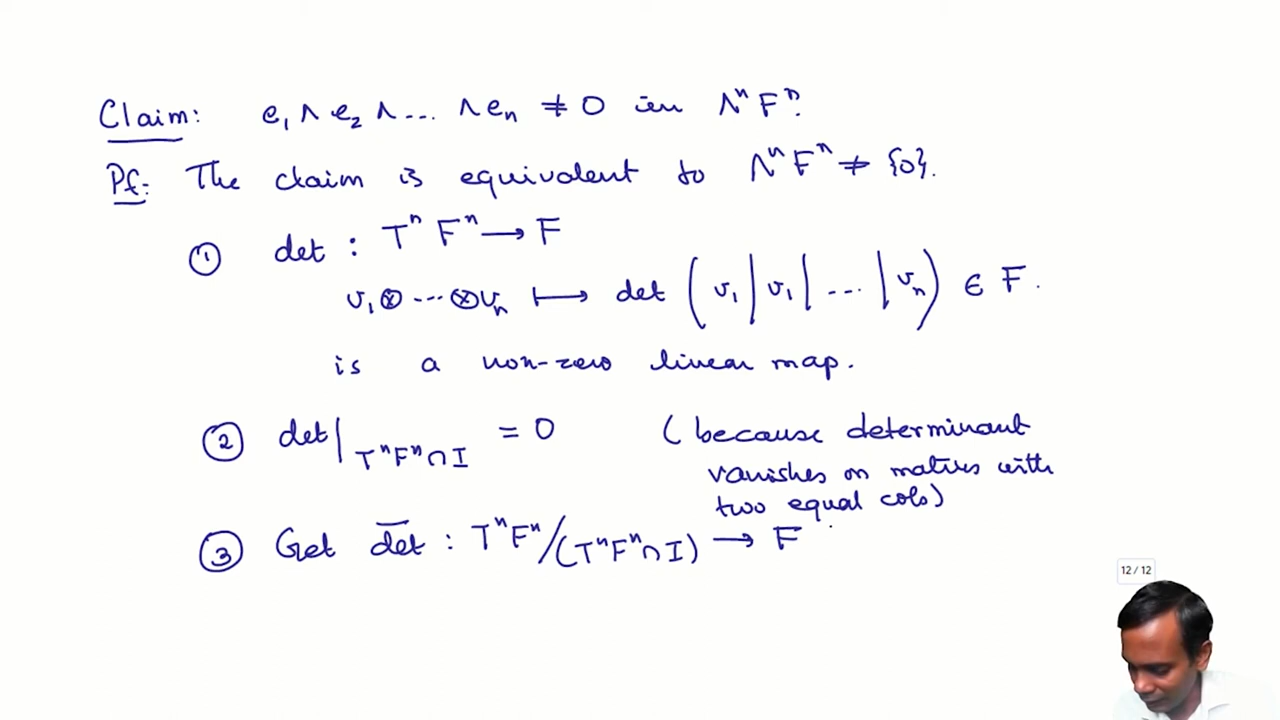 Claim: e₁ ∧ e₂ ∧ ... ∧ eₙ ≠ 0 in ΛⁿFⁿ.
Pf: The claim is equivalent to ΛⁿFⁿ ≠ {0}.
① det : TⁿFⁿ → F
v₁⊗ ··· ⊗vₙ ↦ det (v₁ | v₁ | ... | vₙ) ∈ F.
is a non-zero linear map.
② det|_{TⁿFⁿ∩I} = 0 (because determinant
vanishes on matrices with
two equal cols)
③ Get \overline{det} : TⁿFⁿ/(TⁿFⁿ∩I) → F
12 / 12